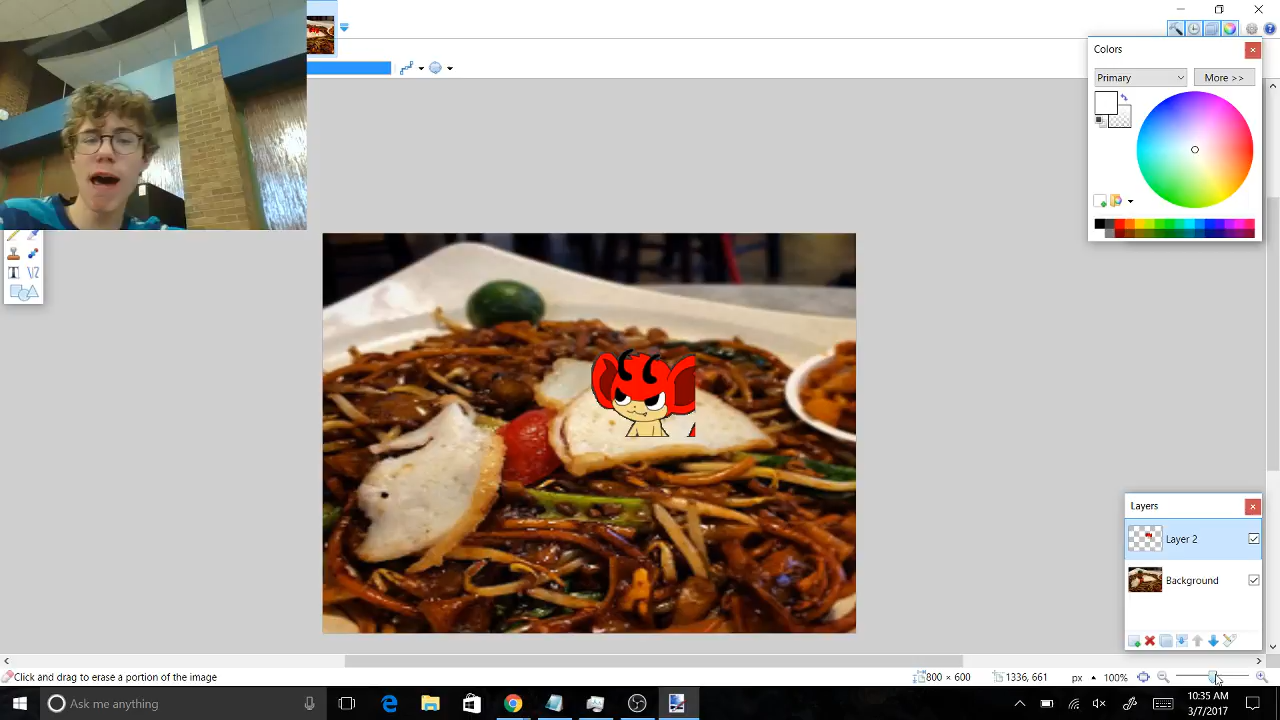 Colors
Primary
More >>
Layers
Layer 2
Background
Click and drag to erase a portion of the image.
800 × 600
1336, 661
px
100%
Ask me anything
10:35 AM
3/7/2017